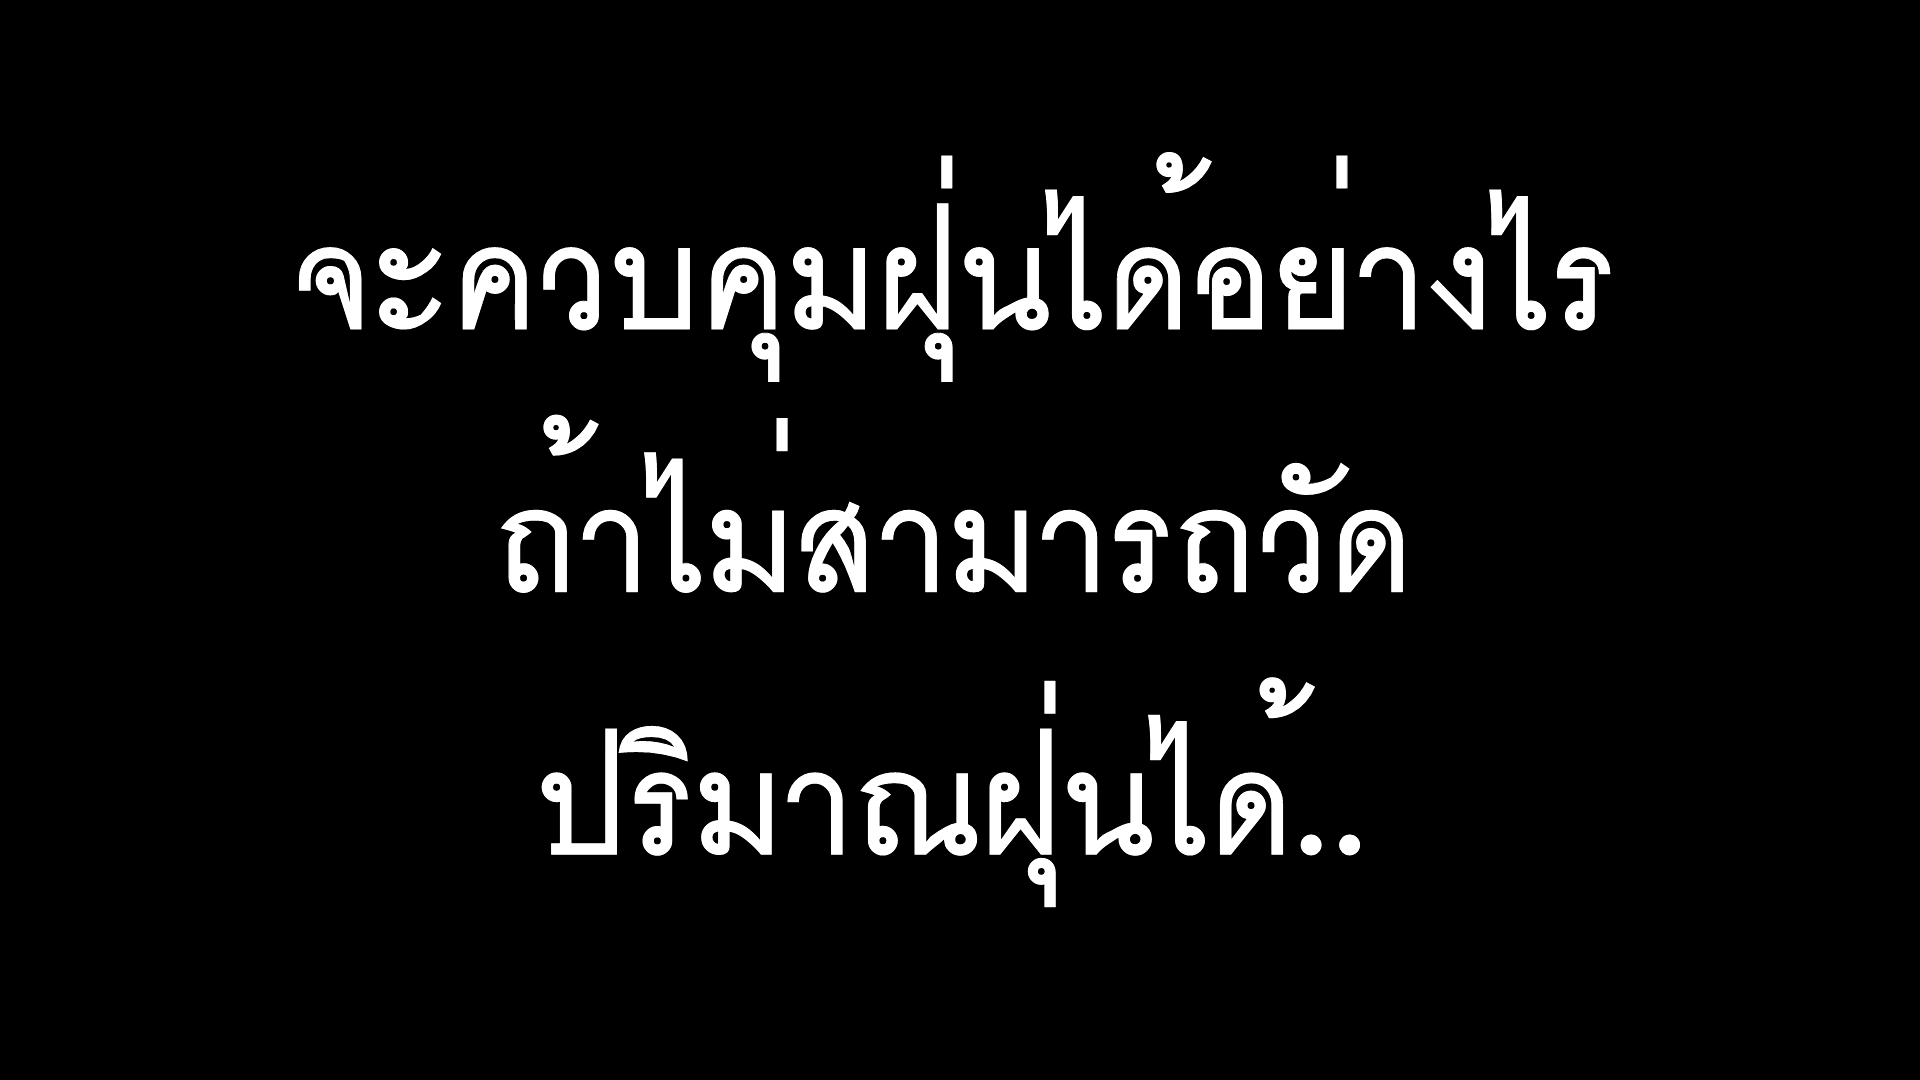 จะควบคุมฝุ่นได้อย่างไร
ถ้าไม่สามารถวัด
ปริมาณฝุ่นได้..